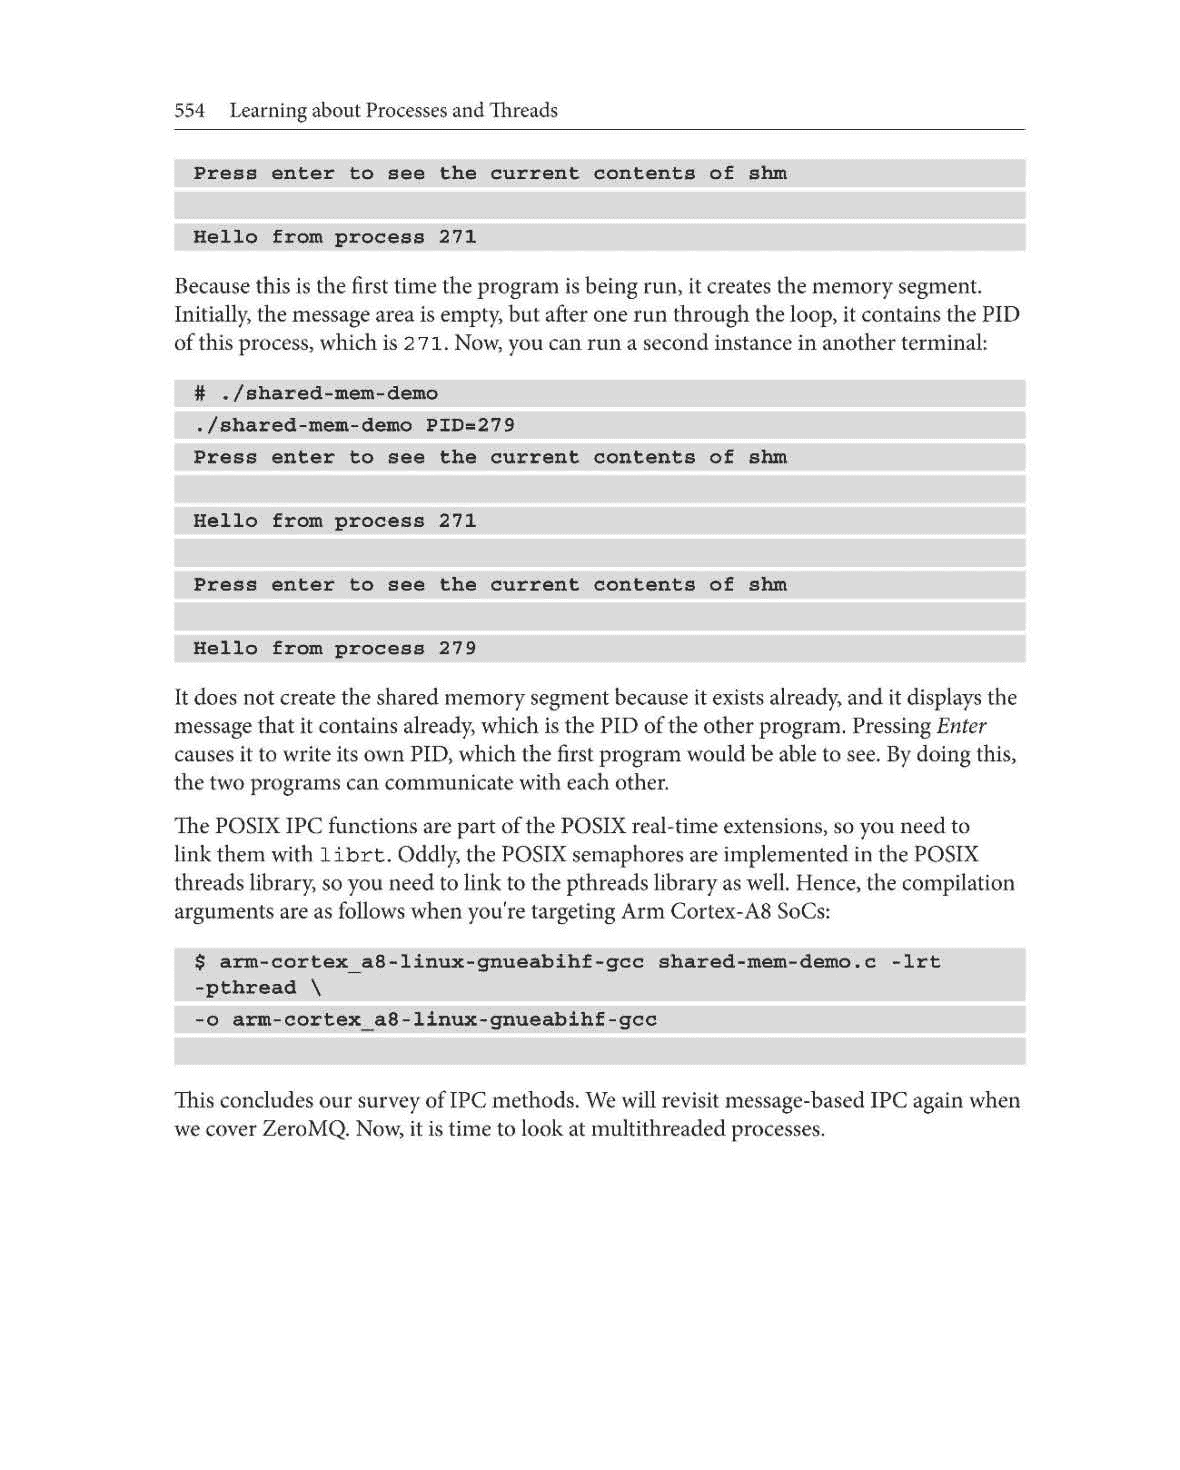 554 Learning about Processes and Threads
Press enter to see the current contents of shm
Hello from process 271
Because this is the first time the program is being run, it creates the memory segment.
Initially, the message area is empty, but after one run through the loop, it contains the PID
of this process, which is 271. Now, you can run a second instance in another terminal:
# ./shared-mem-demo
./shared-mem-demo PID=279
Press enter to see the current contents of shm
Hello from process 271
Press enter to see the current contents of shm
Hello from process 279
It does not create the shared memory segment because it exists already, and it displays the
message that it contains already, which is the PID of the other program. Pressing Enter
causes it to write its own PID, which the first program would be able to see. By doing this,
the two programs can communicate with each other.
The POSIX IPC functions are part of the POSIX real-time extensions, so you need to
link them with librt. Oddly, the POSIX semaphores are implemented in the POSIX
threads library, so you need to link to the pthreads library as well. Hence, the compilation
arguments are as follows when you're targeting Arm Cortex-A8 SoCs:
$ arm-cortex_a8-linux-gnueabihf-gcc shared-mem-demo.c -lrt
-pthread \
-o arm-cortex_a8-linux-gnueabihf-gcc
This concludes our survey of IPC methods. We will revisit message-based IPC again when
we cover ZeroMQ. Now, it is time to look at multithreaded processes.